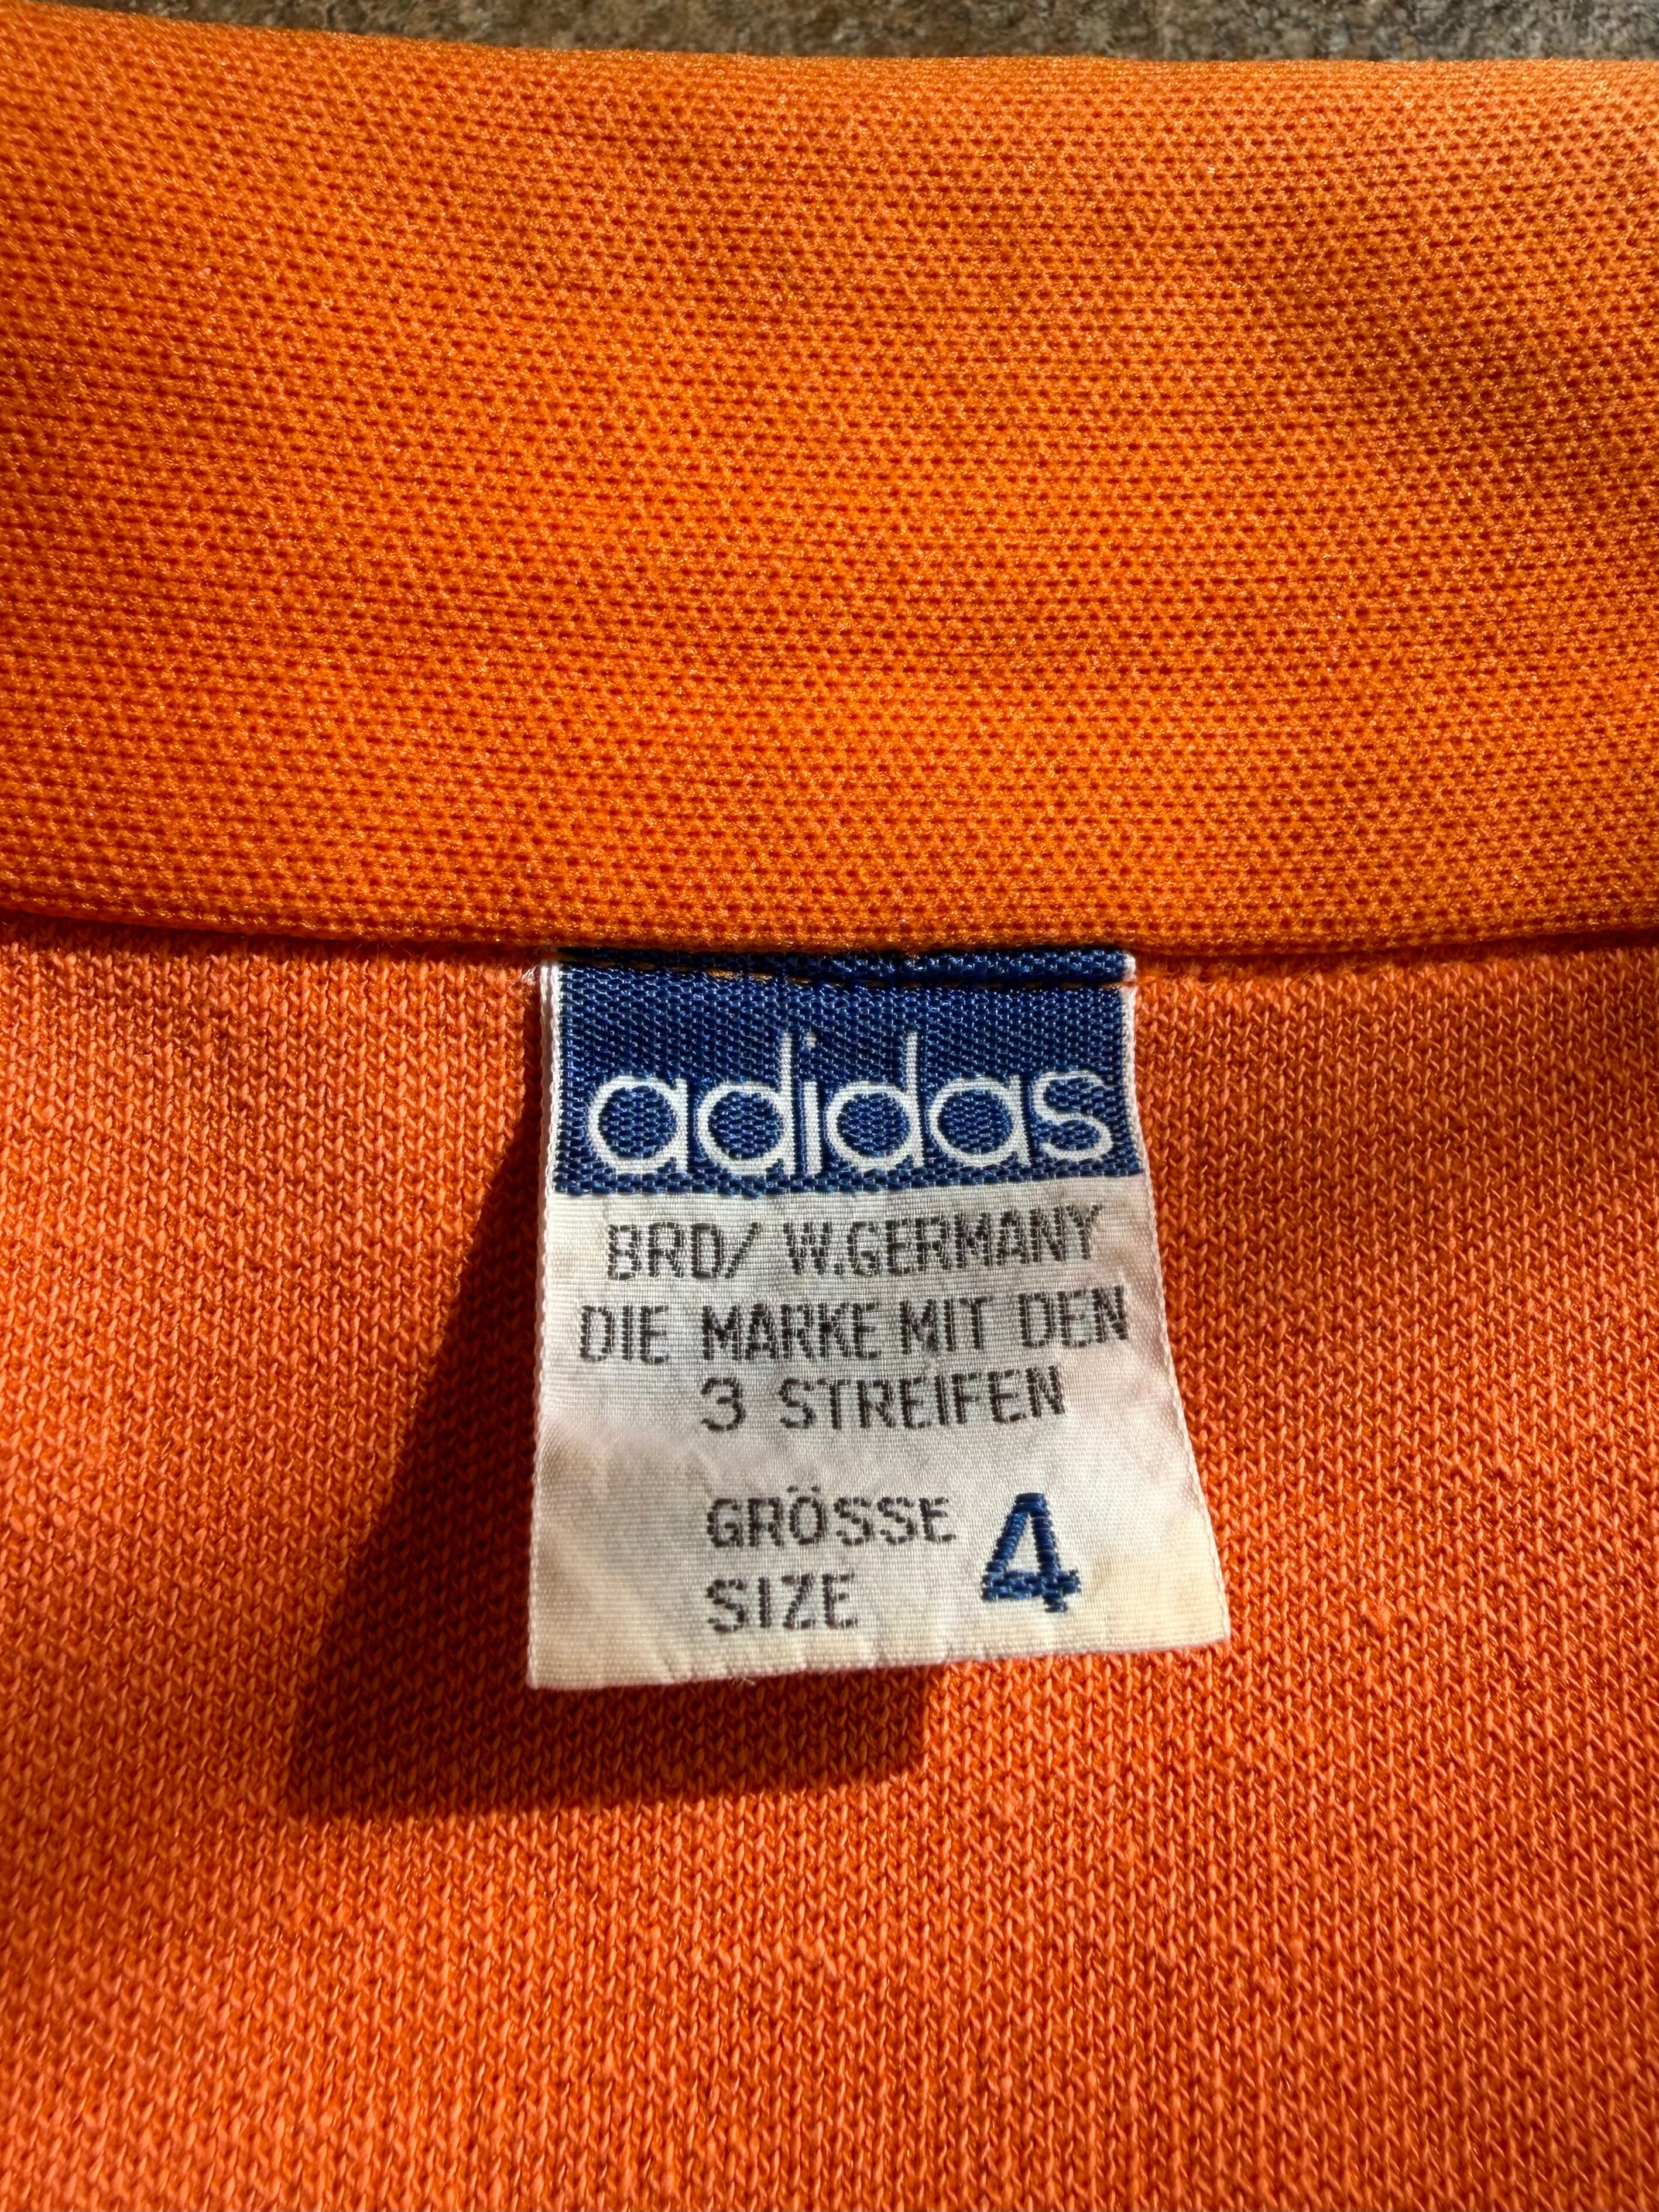 adidas
BRD/ W.GERMANY
DIE MARKE MIT DEN
3 STREIFEN
GRÖSSE 4
SIZE